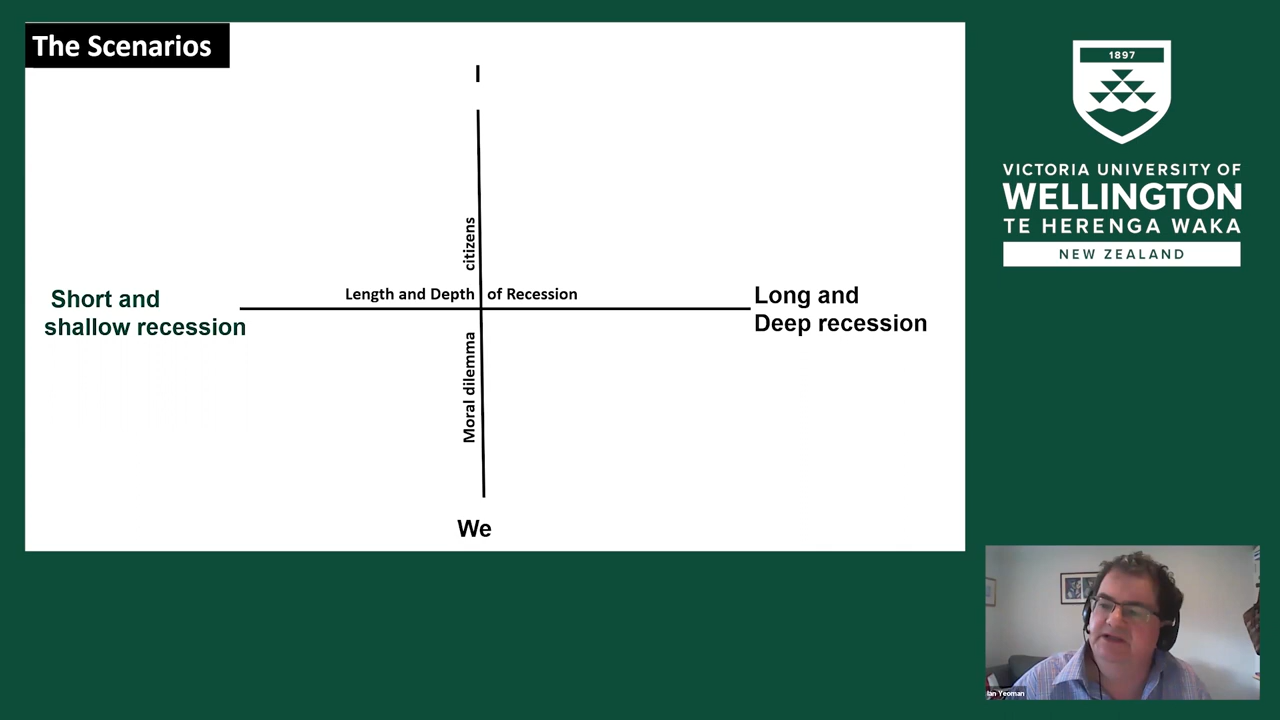 The Scenarios
I
citizens
Length and Depth of Recession
Short and
shallow recession
Long and
Deep recession
Moral dilemma
We
1897
VICTORIA UNIVERSITY OF
WELLINGTON
TE HERENGA WAKA
NEW ZEALAND
Ian Yeoman